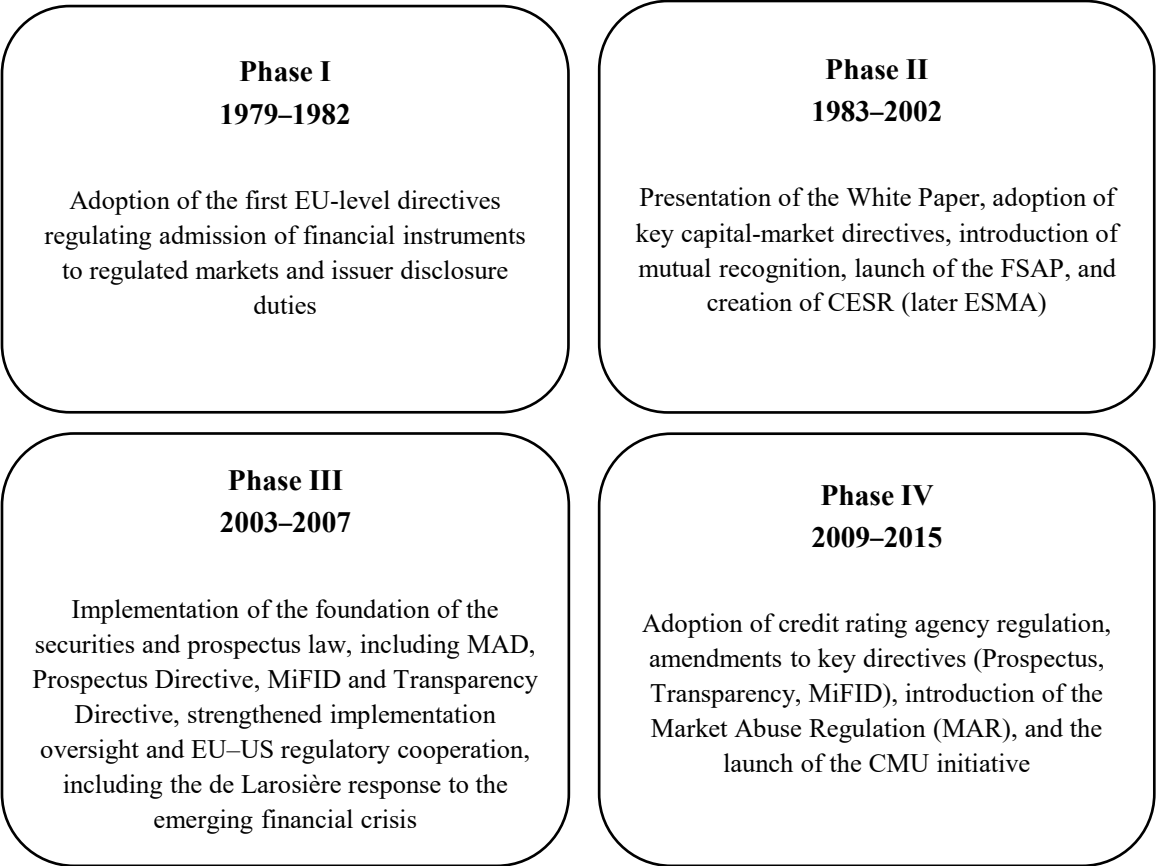 Phase I
1979–1982
Adoption of the first EU-level directives
regulating admission of financial instruments
to regulated markets and issuer disclosure
duties
Phase II
1983–2002
Presentation of the White Paper, adoption of
key capital-market directives, introduction of
mutual recognition, launch of the FSAP, and
creation of CESR (later ESMA)
Phase III
2003–2007
Implementation of the foundation of the
securities and prospectus law, including MAD,
Prospectus Directive, MiFID and Transparency
Directive, strengthened implementation
oversight and EU–US regulatory cooperation,
including the de Larosière response to the
emerging financial crisis
Phase IV
2009–2015
Adoption of credit rating agency regulation,
amendments to key directives (Prospectus,
Transparency, MiFID), introduction of the
Market Abuse Regulation (MAR), and the
launch of the CMU initiative